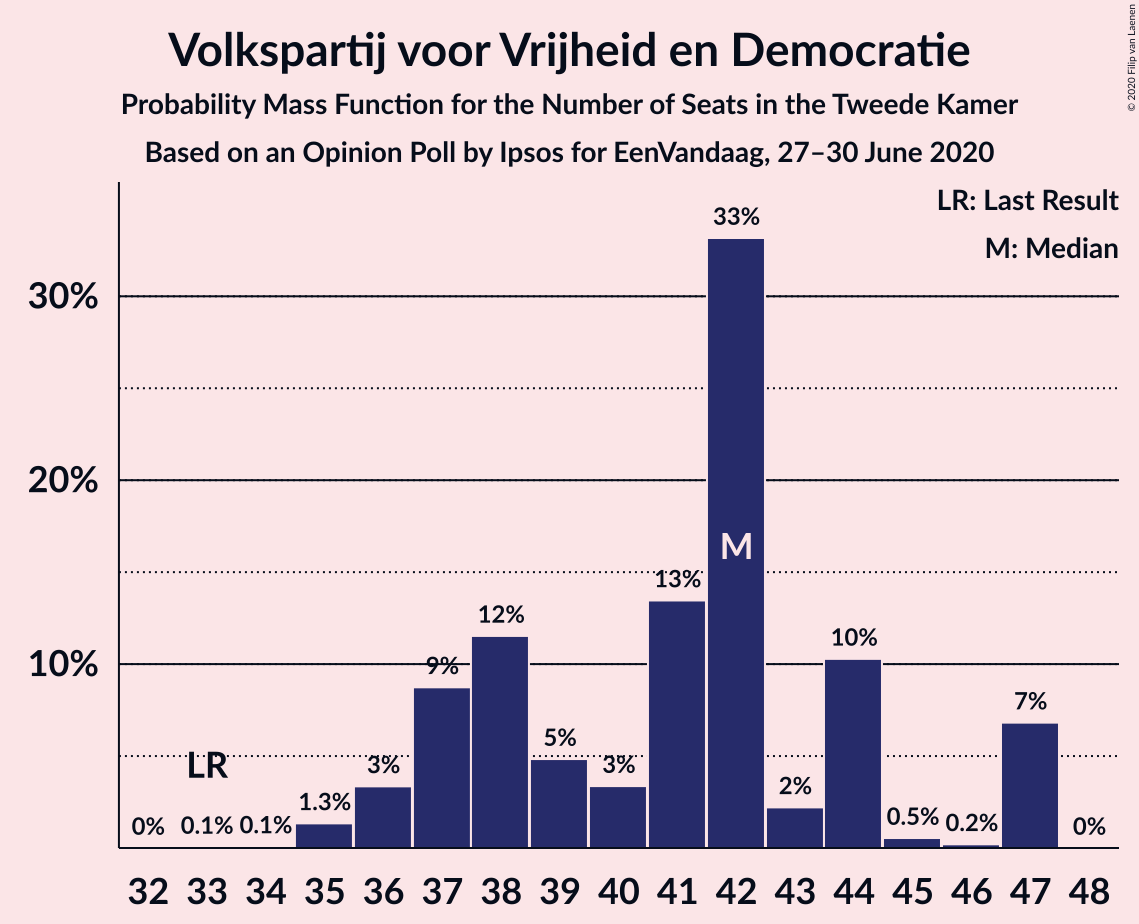 Volkspartij voor Vrijheid en Democratie
Probability Mass Function for the Number of Seats in the Tweede Kamer
Based on an Opinion Poll by Ipsos for EenVandaag, 27–30 June 2020
© 2020 Filip van Laenen
LR: Last Result
M: Median
30%
20%
10%
0%
0.1%
LR
0.1%
1.3%
3%
9%
12%
5%
3%
13%
33%
M
2%
10%
0.5%
0.2%
7%
0%
32 33 34 35 36 37 38 39 40 41 42 43 44 45 46 47 48